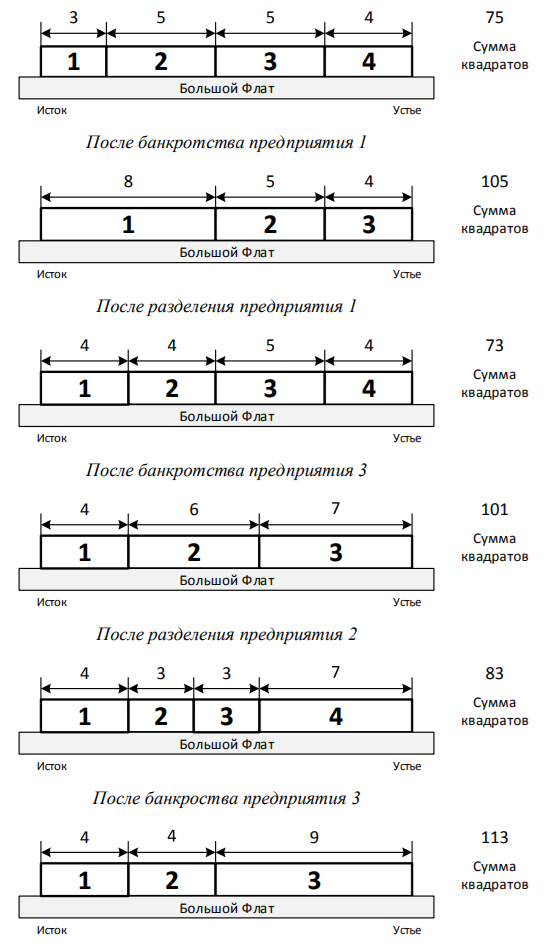 3 5 5 4 75
1 2 3 4 Сумма
квадратов
Большой Флат
Исток Устье
После банкротства предприятия 1
8 5 4 105
1 2 3 Сумма
квадратов
Большой Флат
Исток Устье
После разделения предприятия 1
4 4 5 4 73
1 2 3 4 Сумма
квадратов
Большой Флат
Исток Устье
После банкротства предприятия 3
4 6 7 101
1 2 3 Сумма
квадратов
Большой Флат
Исток Устье
После разделения предприятия 2
4 3 3 7 83
1 2 3 4 Сумма
квадратов
Большой Флат
Исток Устье
После банкроства предприятия 3
4 4 9 113
1 2 3 Сумма
квадратов
Большой Флат
Исток Устье